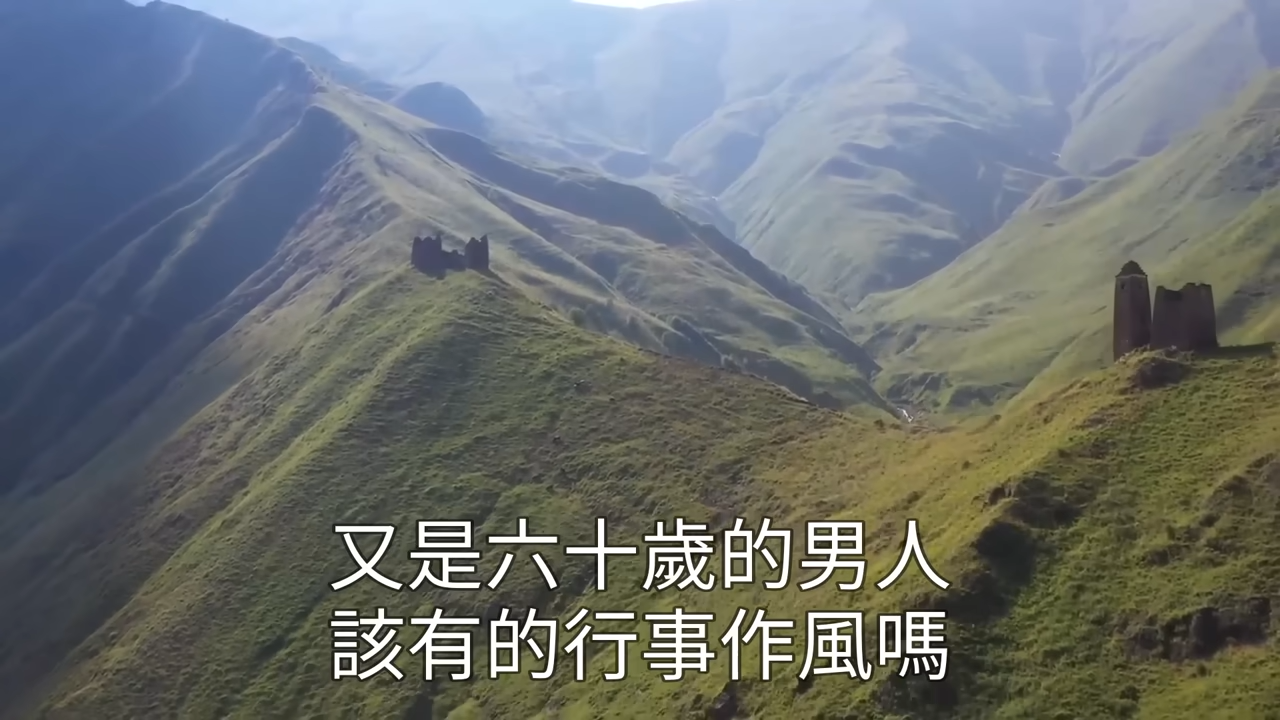 又是六十歲的男人
該有的行事作風嗎